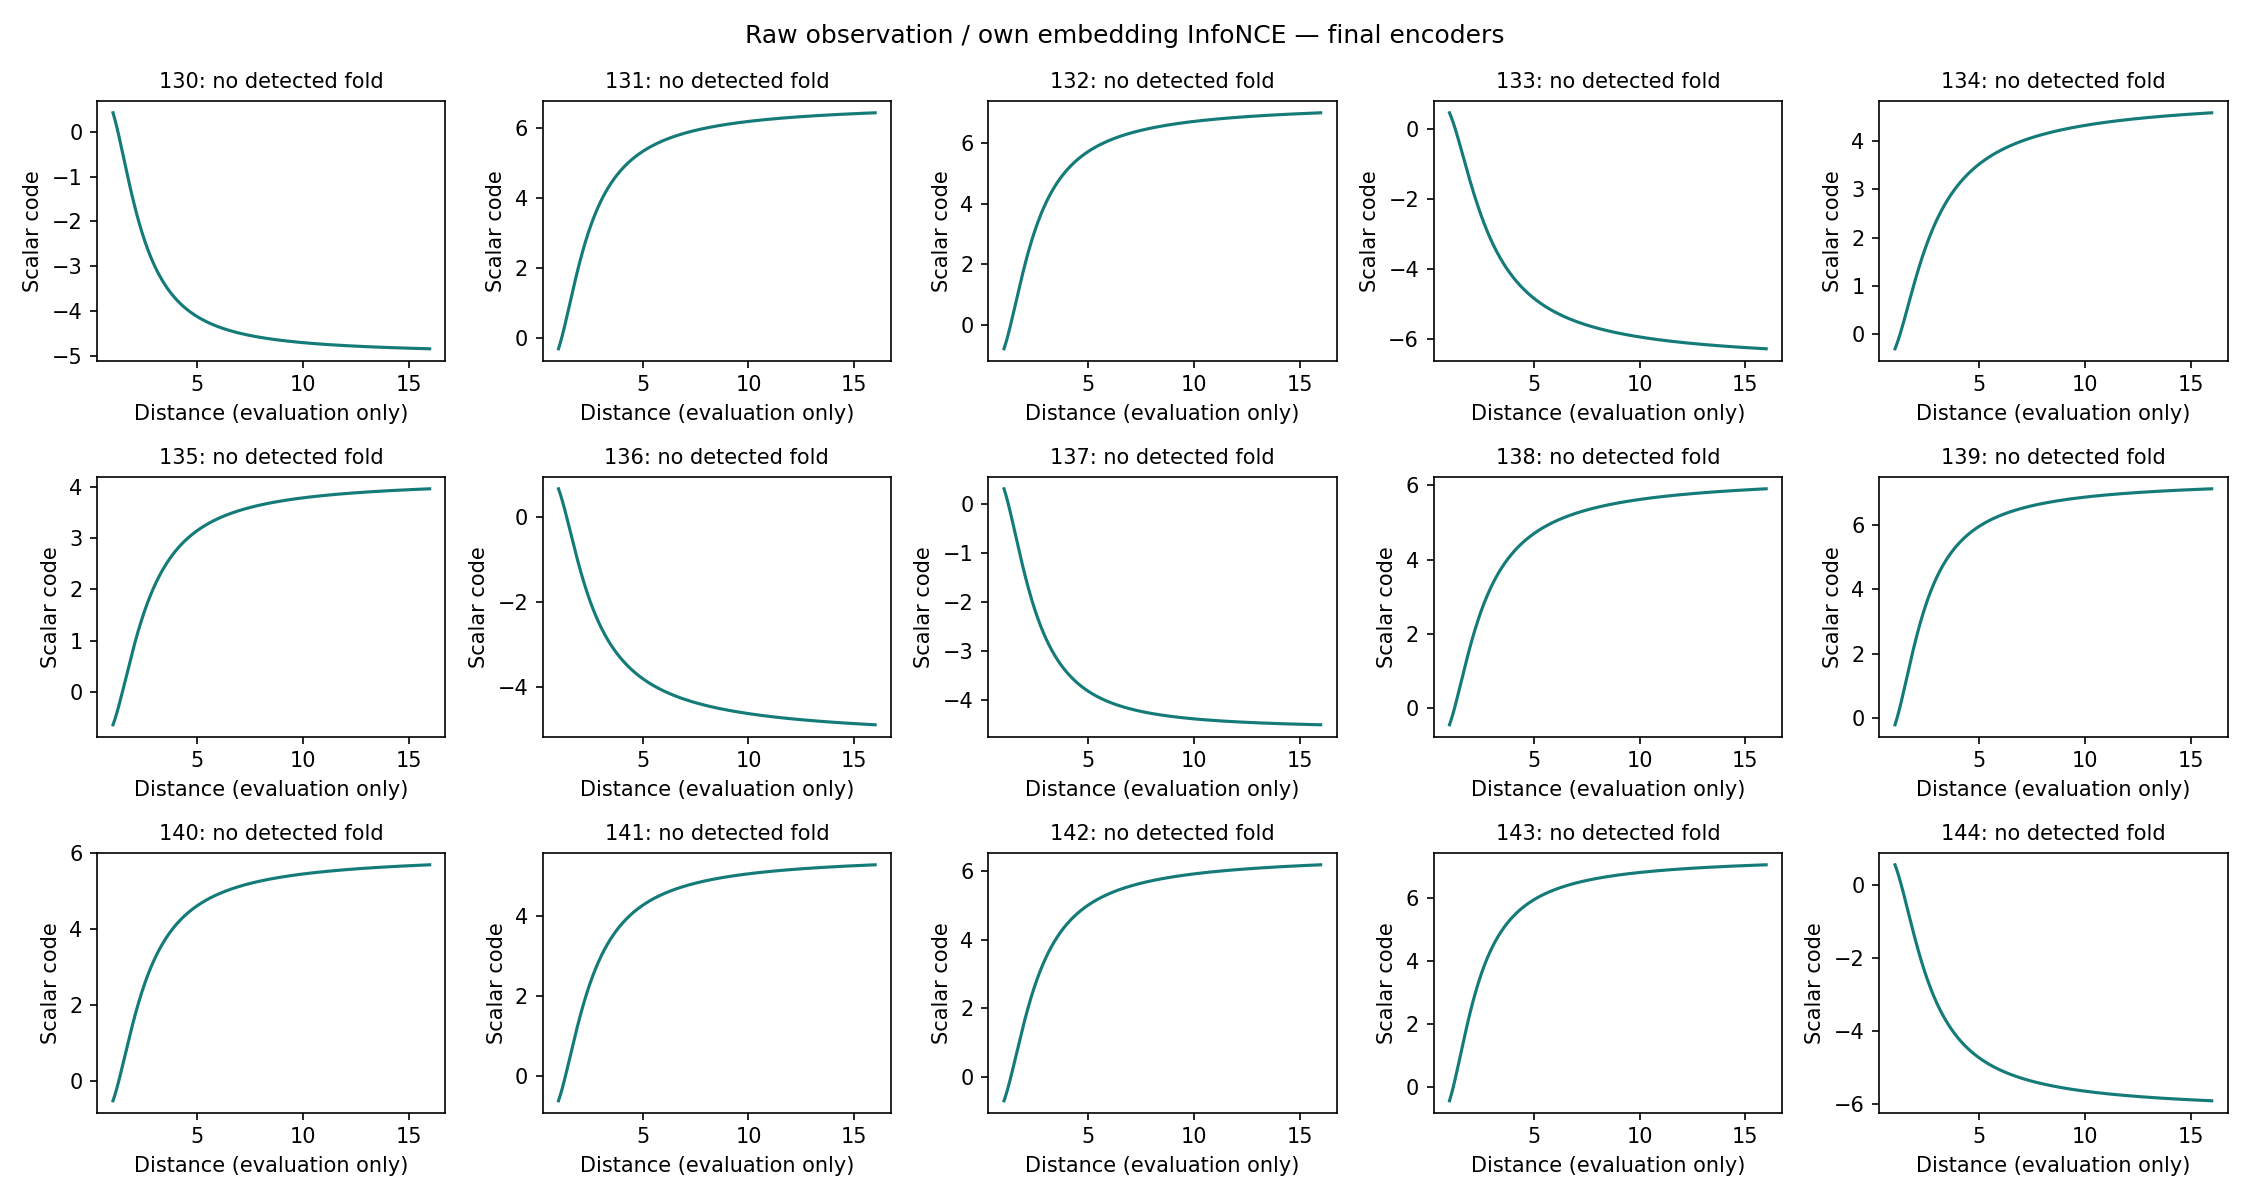 Raw observation / own embedding InfoNCE — final encoders
130: no detected fold
131: no detected fold
132: no detected fold
133: no detected fold
134: no detected fold
Scalar code
0
−1
−2
−3
−4
−5
5
10
15
Distance (evaluation only)
Scalar code
6
4
2
0
5
10
15
Distance (evaluation only)
Scalar code
6
4
2
0
5
10
15
Distance (evaluation only)
Scalar code
0
−2
−4
−6
5
10
15
Distance (evaluation only)
Scalar code
4
3
2
1
0
5
10
15
Distance (evaluation only)
135: no detected fold
136: no detected fold
137: no detected fold
138: no detected fold
139: no detected fold
Scalar code
4
3
2
1
0
5
10
15
Distance (evaluation only)
Scalar code
0
−2
−4
5
10
15
Distance (evaluation only)
Scalar code
0
−1
−2
−3
−4
5
10
15
Distance (evaluation only)
Scalar code
6
4
2
0
5
10
15
Distance (evaluation only)
Scalar code
6
4
2
0
5
10
15
Distance (evaluation only)
140: no detected fold
141: no detected fold
142: no detected fold
143: no detected fold
144: no detected fold
Scalar code
6
4
2
0
5
10
15
Distance (evaluation only)
Scalar code
4
2
0
5
10
15
Distance (evaluation only)
Scalar code
6
4
2
0
5
10
15
Distance (evaluation only)
Scalar code
6
4
2
0
5
10
15
Distance (evaluation only)
Scalar code
0
−2
−4
−6
5
10
15
Distance (evaluation only)